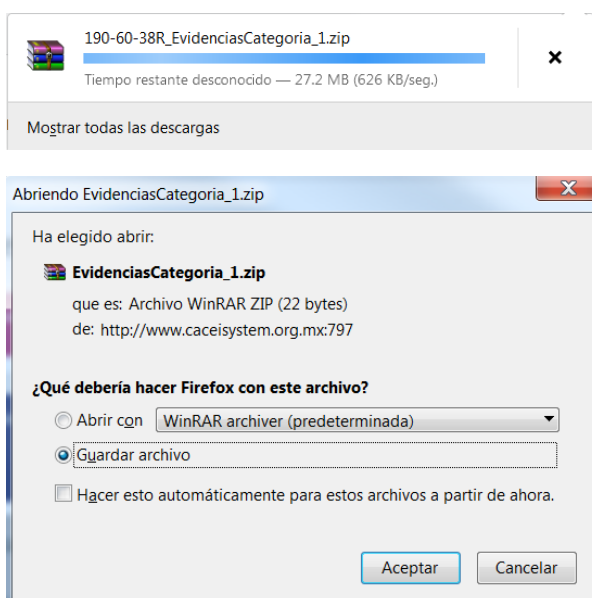 190-60-38R_EvidenciasCategoria_1.zip
Tiempo restante desconocido — 27.2 MB (626 KB/seg.)
Mostrar todas las descargas
Abriendo EvidenciasCategoria_1.zip
Ha elegido abrir:
EvidenciasCategoria_1.zip
que es: Archivo WinRAR ZIP (22 bytes)
de: http://www.caceisystem.org.mx:797
¿Qué debería hacer Firefox con este archivo?
Abrir con WinRAR archiver (predeterminada)
Guardar archivo
Hacer esto automáticamente para estos archivos a partir de ahora.
Aceptar Cancelar